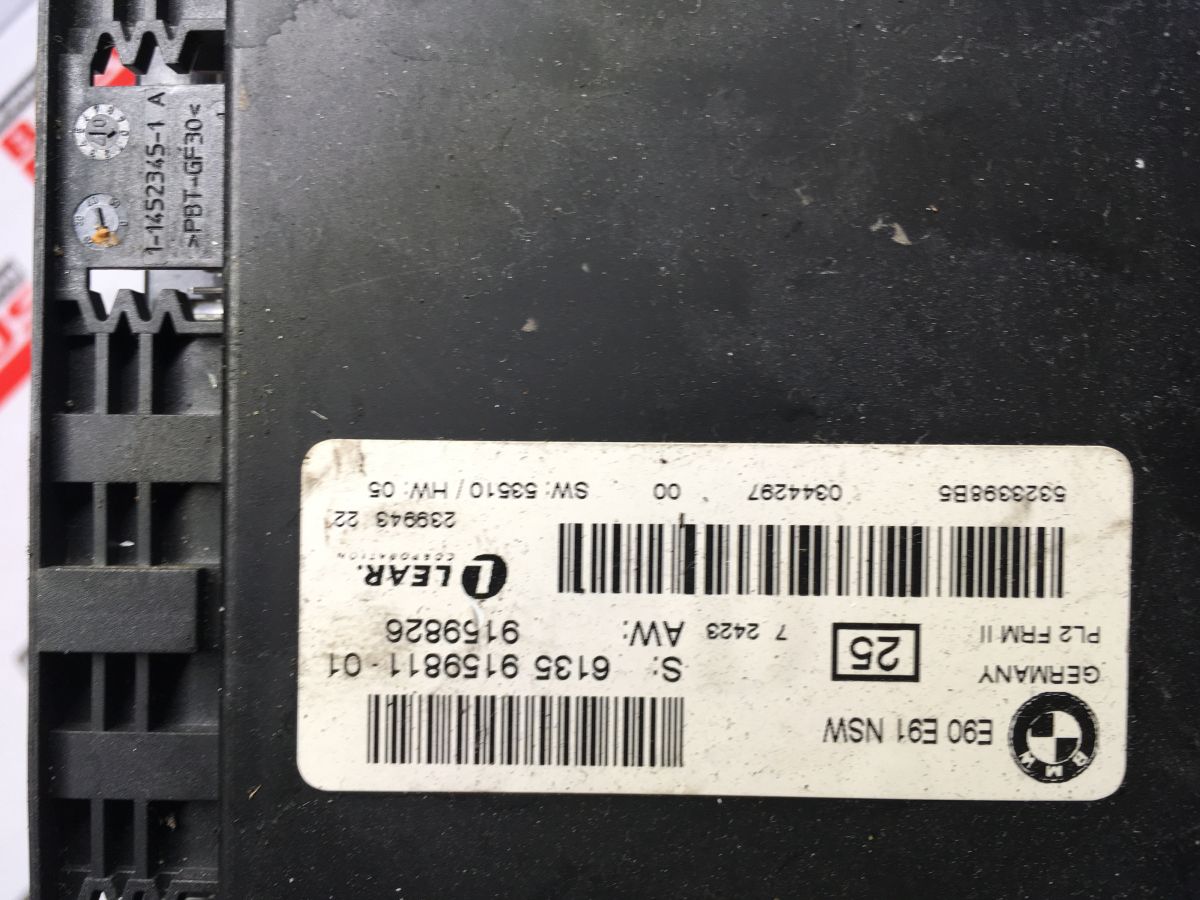 BMW
E90 E91 NSW
GERMANY
PL2 FRM II
25
7 2423
S: 6135 9159811-01
AW: 9159826
L LEAR.
CORPORATION
239943 22
5323398B5 0344297 00 SW: 53510 / HW: 05
1-1452345-1 A
>PBT-GF30<